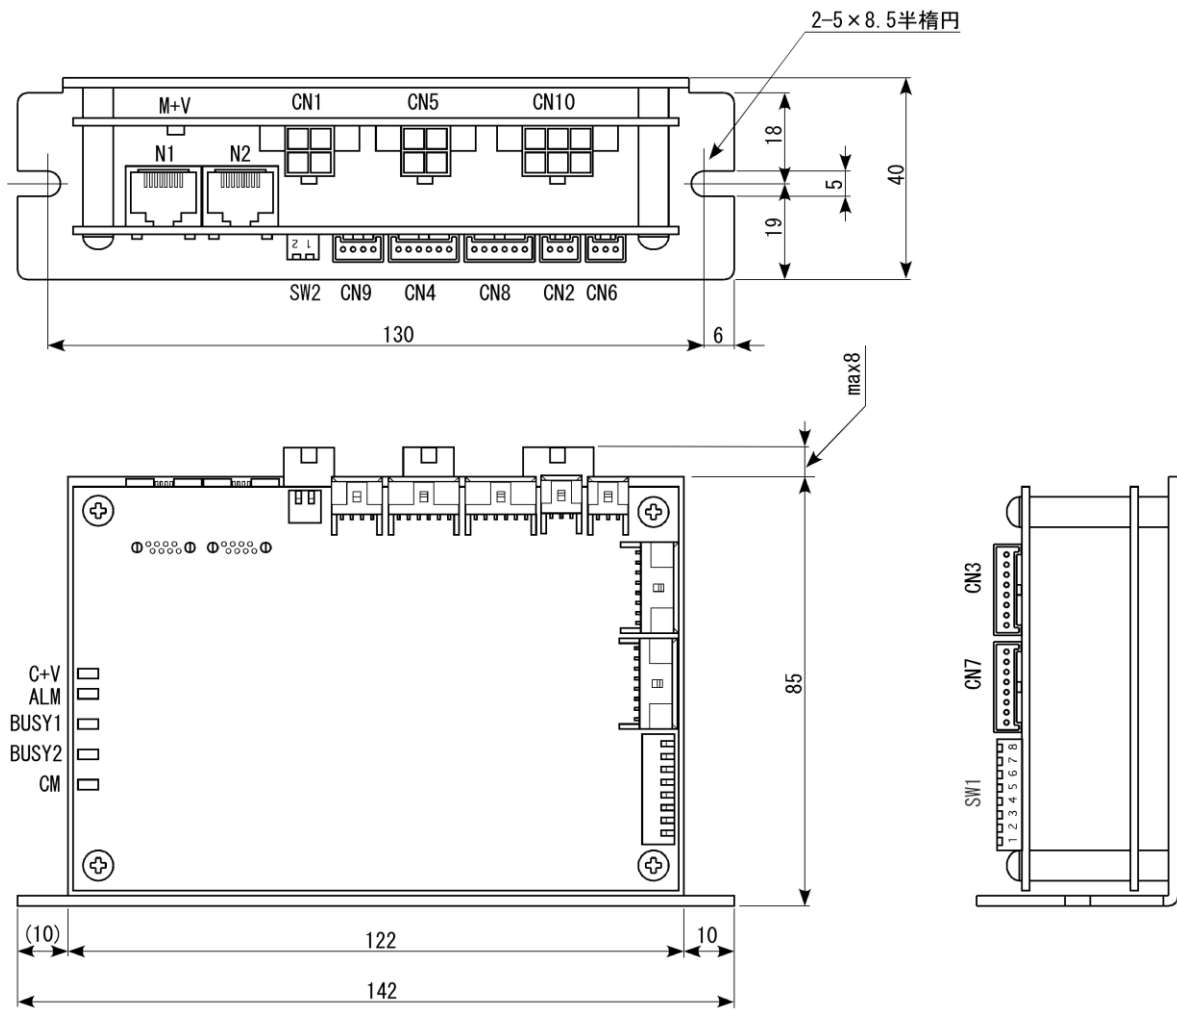 2-5×8.5半楕円
M+V
CN1
CN5
CN10
N1
N2
18
5
40
19
2 1
SW2
CN9
CN4
CN8
CN2
CN6
130
6
max8
C+V
ALM
BUSY1
BUSY2
CM
85
CN3
CN7
SW1
1 2 3 4 5 6 7 8
(10)
122
10
142